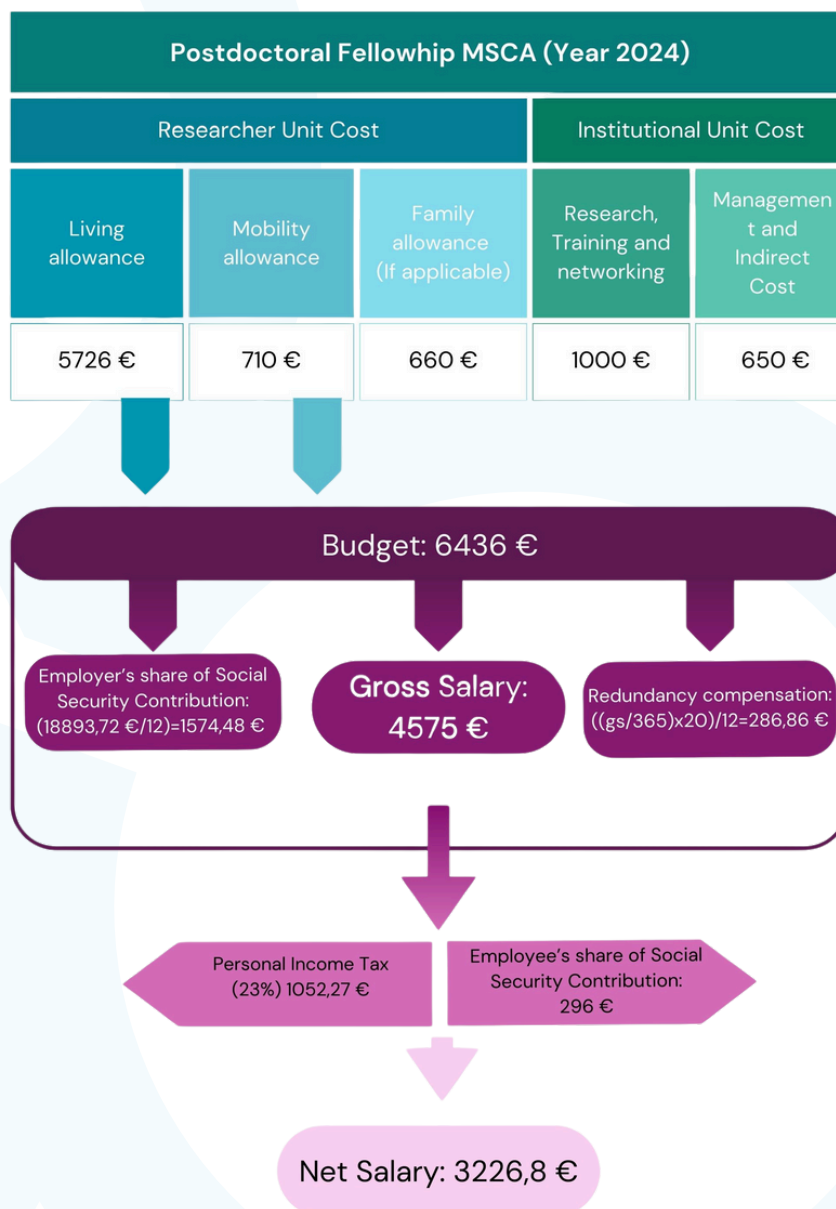 Postdoctoral Fellowhip MSCA (Year 2024)
Researcher Unit Cost
Institutional Unit Cost
Living
allowance
Mobility
allowance
Family
allowance
(If applicable)
Research,
Training and
networking
Managemen
t and
Indirect
Cost
5726 €
710 €
660 €
1000 €
650 €
Budget: 6436 €
Employer's share of Social
Security Contribution:
(18893,72 €/12)=1574,48 €
Gross Salary:
4575 €
Redundancy compensation:
((gs/365)x20)/12=286,86 €
Personal Income Tax
(23%) 1052,27 €
Employee's share of Social
Security Contribution:
296 €
Net Salary: 3226,8 €